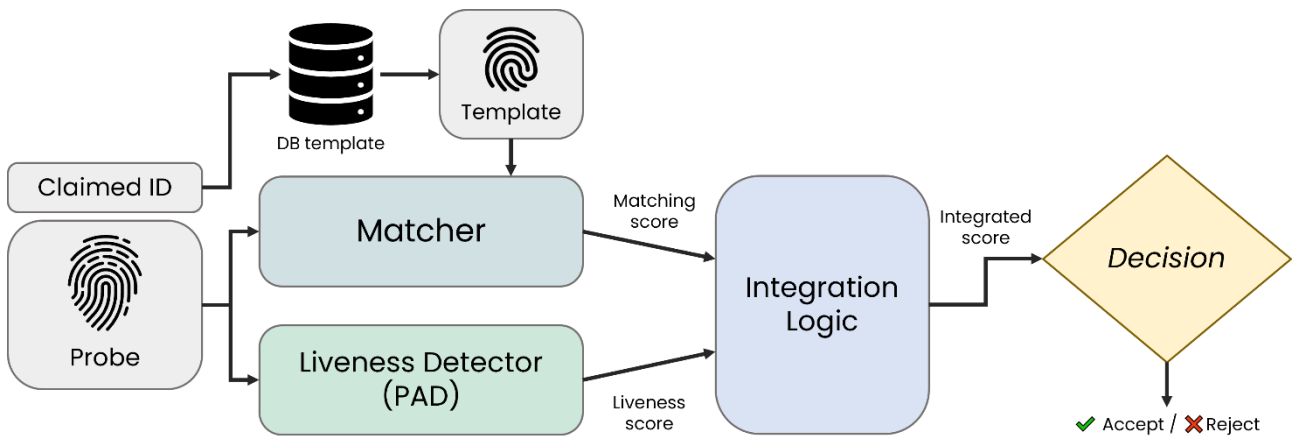 Template
DB template
Claimed ID
Matcher
Matching
score
Integrated
score
Decision
Integration
Logic
Probe
Liveness Detector
(PAD)
Liveness
score
Accept / Reject